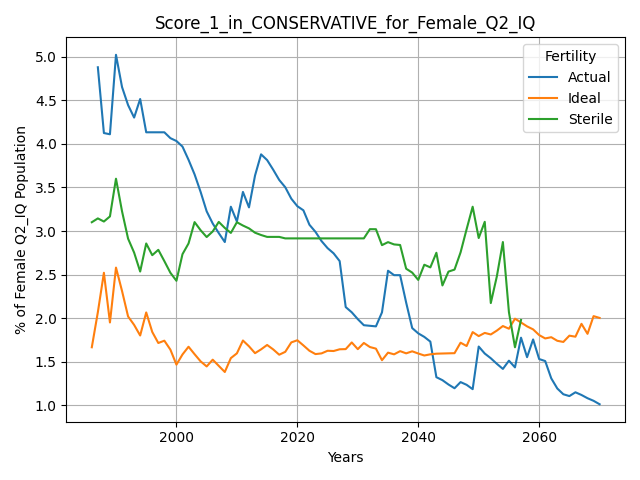 Score_1_in_CONSERVATIVE_for_Female_Q2_IQ
Fertility
Actual
Ideal
Sterile
% of Female Q2_IQ Population
5.0
4.5
4.0
3.5
3.0
2.5
2.0
1.5
1.0
2000 2020 2040 2060
Years